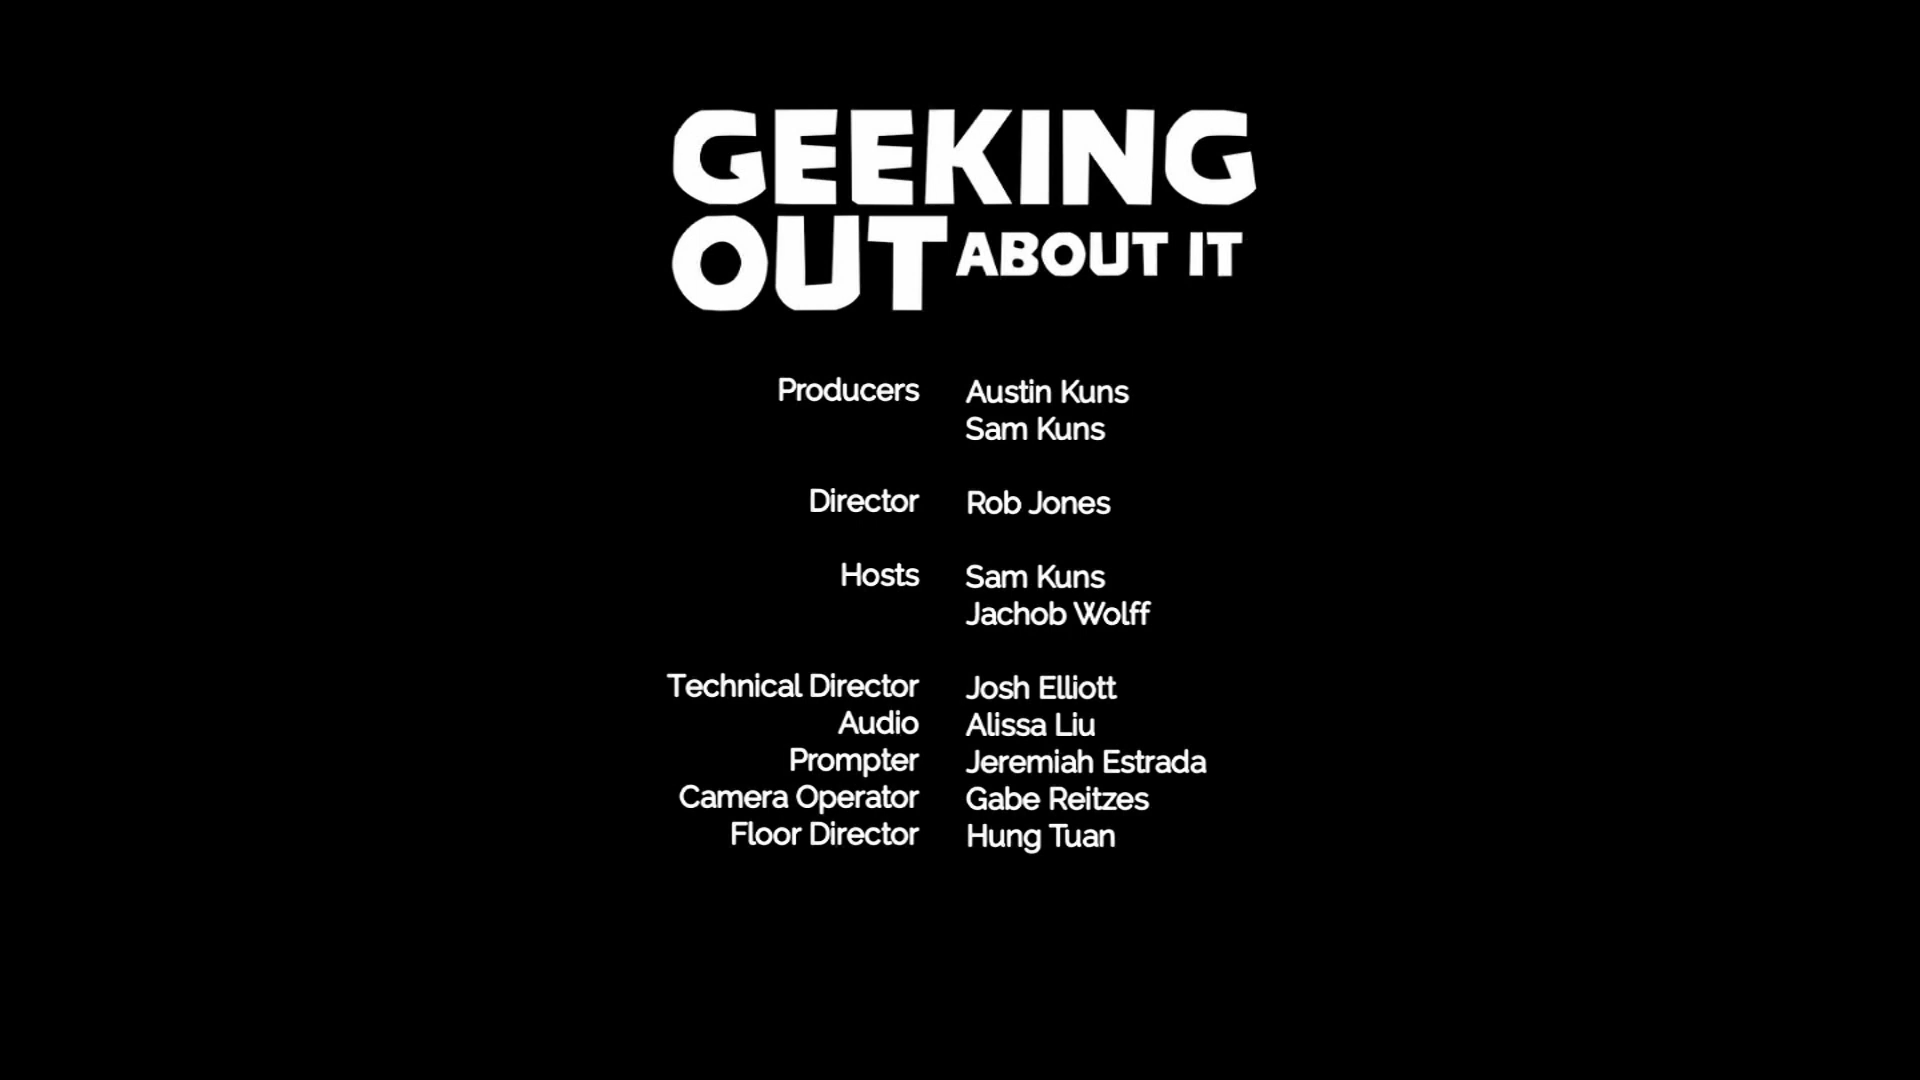 GEEKING
OUT ABOUT IT
Producers Austin Kuns
Sam Kuns
Director Rob Jones
Hosts Sam Kuns
Jachob Wolff
Technical Director Josh Elliott
Audio Alissa Liu
Prompter Jeremiah Estrada
Camera Operator Gabe Reitzes
Floor Director Hung Tuan